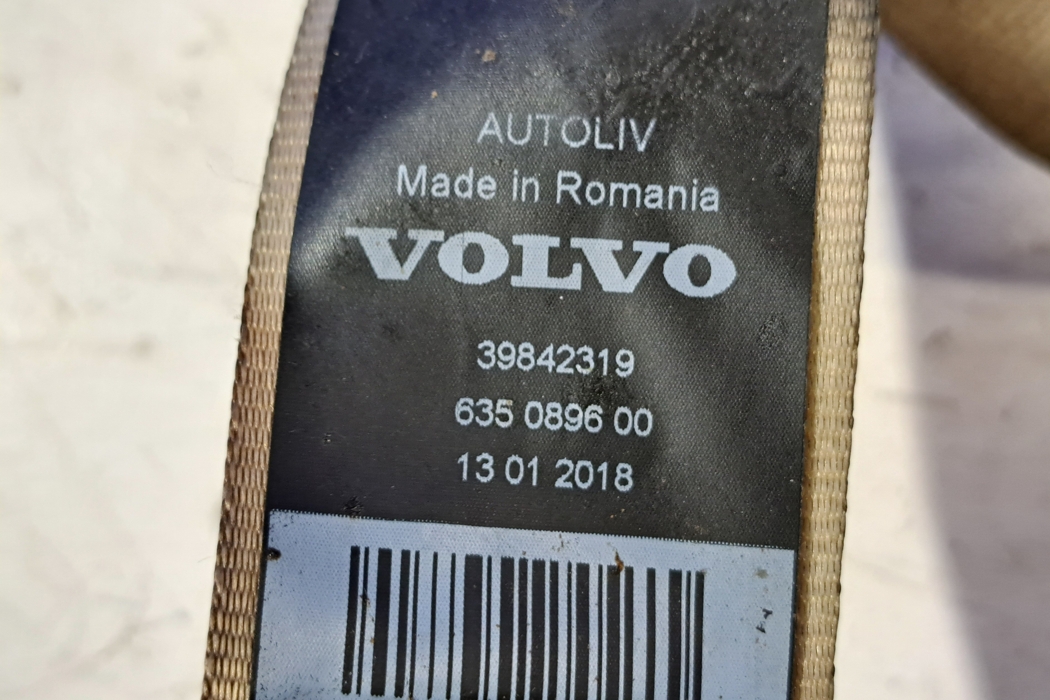 AUTOLIV
Made in Romania
VOLVO
39842319
635 0896 00
13 01 2018